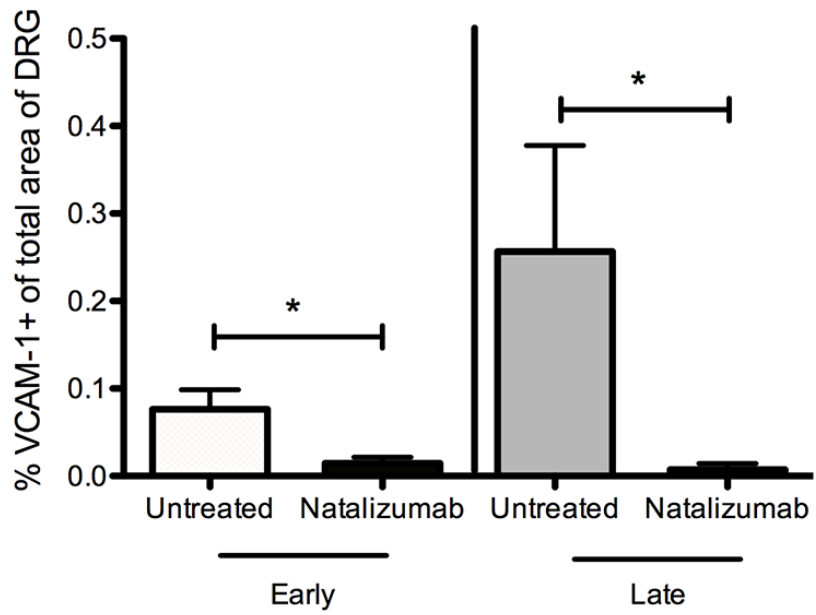 % VCAM-1+ of total area of DRG
0.5
0.4
0.3
0.2
0.1
0.0
*
*
Untreated Natalizumab Untreated Natalizumab
Early Late